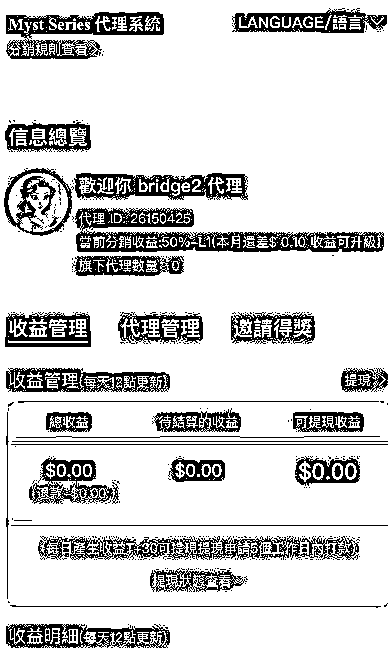 Myst Series 代理系統
LANGUAGE/語言
分銷規則查看>
信息總覽
歡迎你 bridge2 代理
代理 ID: 26150425
當前分銷收益:50%-L1(本月還差$ 0.10 收益可升級)
旗下代理數量：0
收益管理 代理管理 邀請得獎
收益管理(每天12點更新)
提現
總收益 待結算的收益 可提現收益
$0.00 $0.00 $0.00
(每日產生收益大於30可提現 提現申請5個工作日內打款)
提現狀態查看>
收益明細(每天12點更新)